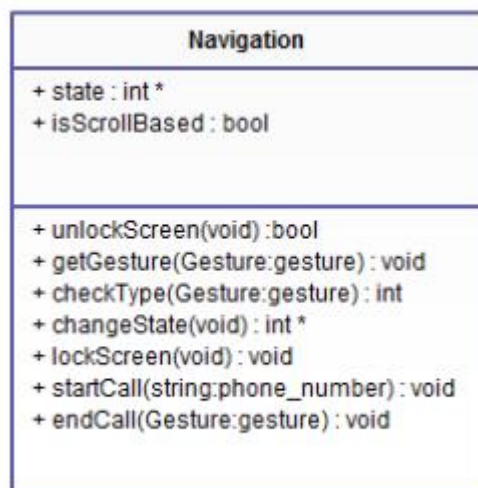 Navigation
+ state : int *
+ isScrollBased : bool
+ unlockScreen(void) :bool
+ getGesture(Gesture:gesture) : void
+ checkType(Gesture:gesture) : int
+ changeState(void) : int *
+ lockScreen(void) : void
+ startCall(string:phone_number) : void
+ endCall(Gesture:gesture) : void